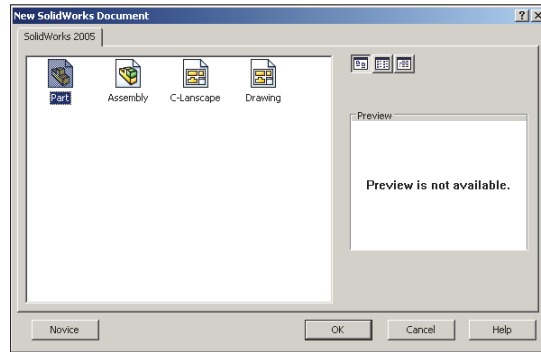 New SolidWorks Document
SolidWorks 2005
Part
Assembly
C-Lanscape
Drawing
Preview
Preview is not available.
Novice
OK
Cancel
Help